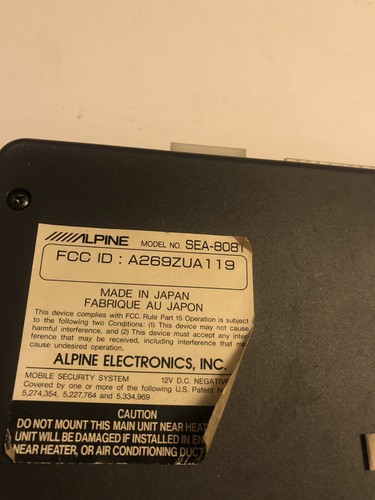 ALPINE MODEL NO. SEA-8081
FCC ID : A269ZUA119
MADE IN JAPAN
FABRIQUE AU JAPON
This device complies with FCC. Rule Part 15 Operation is subject
to the following two Conditions: (1) This device may not cause
harmful interference, and (2) This device must accept any inter
ference that may be received, including interference that ma
cause undesired operation.
ALPINE ELECTRONICS, INC.
MOBILE SECURITY SYSTEM 12V D.C. NEGATIVE
Covered by one or more of the following U.S. Patent N
5,274,354, 5,227,764 and 5,334,969
CAUTION
DO NOT MOUNT THIS MAIN UNIT NEAR HEAT
UNIT WILL BE DAMAGED IF INSTALLED IN EN
NEAR HEATER, OR AIR CONDITIONING DUCT